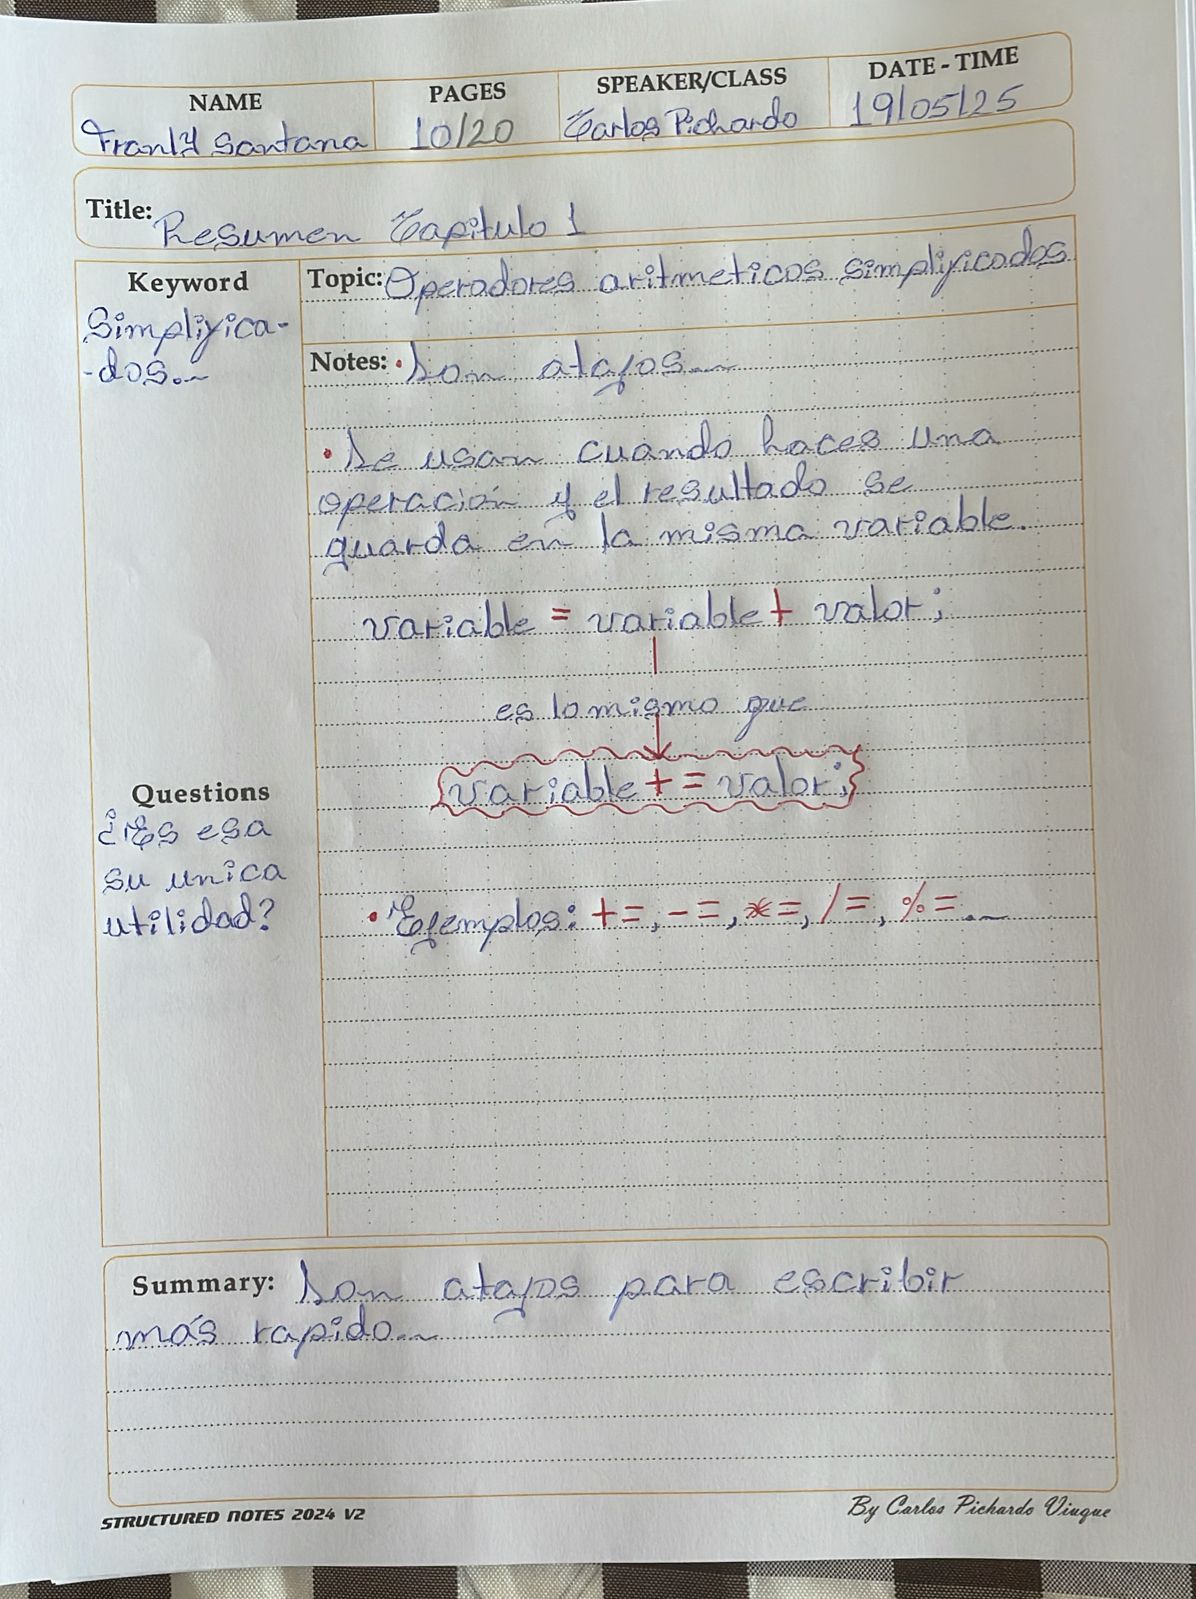 NAME PAGES SPEAKER/CLASS DATE - TIME
Franly Santana 10/20 Carlos Pichardo 19/05/25
Title: Resumen Capitulo 1
Keyword
Simplifica-
-dos.
Topic: Operadores aritmeticos simplificados
Notes: • Son atajos
• Se usan cuando haces una
operación y el resultado se
guarda en la misma variable.
variable = variable + valor;
es lo mismo que
variable += valor;
• Ejemplos: +=, -=, *=, /=, %=.
Questions
¿Es esa
su unica
utilidad?
Summary: Son atajos para escribir
más rapido
STRUCTURED NOTES 2024 V2
By Carlos Pichardo Viuque